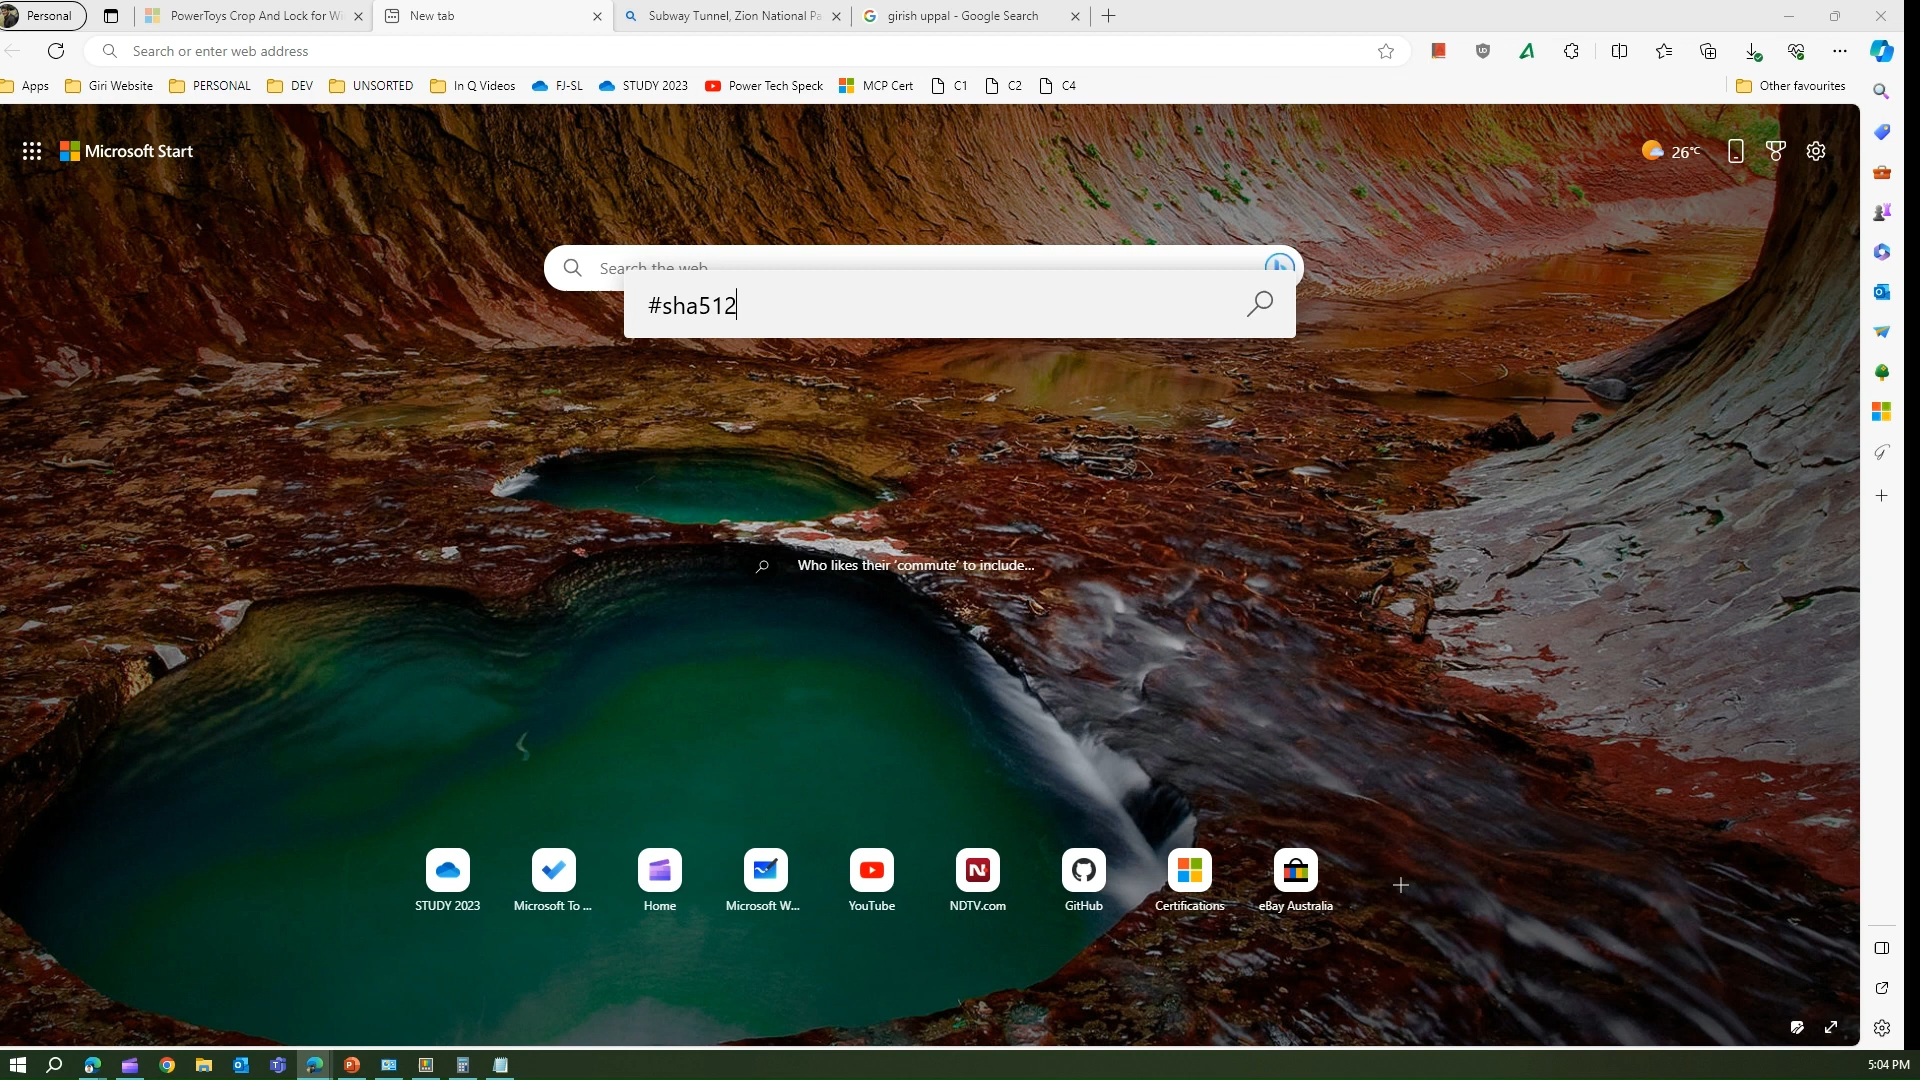 Personal
PowerToys Crop And Lock for Wi
New tab
Subway Tunnel, Zion National Pa
girish uppal - Google Search
Search or enter web address
Apps
Giri Website
PERSONAL
DEV
UNSORTED
In Q Videos
FJ-SL
STUDY 2023
Power Tech Speck
MCP Cert
C1
C2
C4
Other favourites
Microsoft Start
26°C
Search the web
#sha512
Who likes their ‘commute’ to include...
STUDY 2023
Microsoft To ...
Home
Microsoft W...
YouTube
NDTV.com
GitHub
Certifications
eBay Australia
5:04 PM